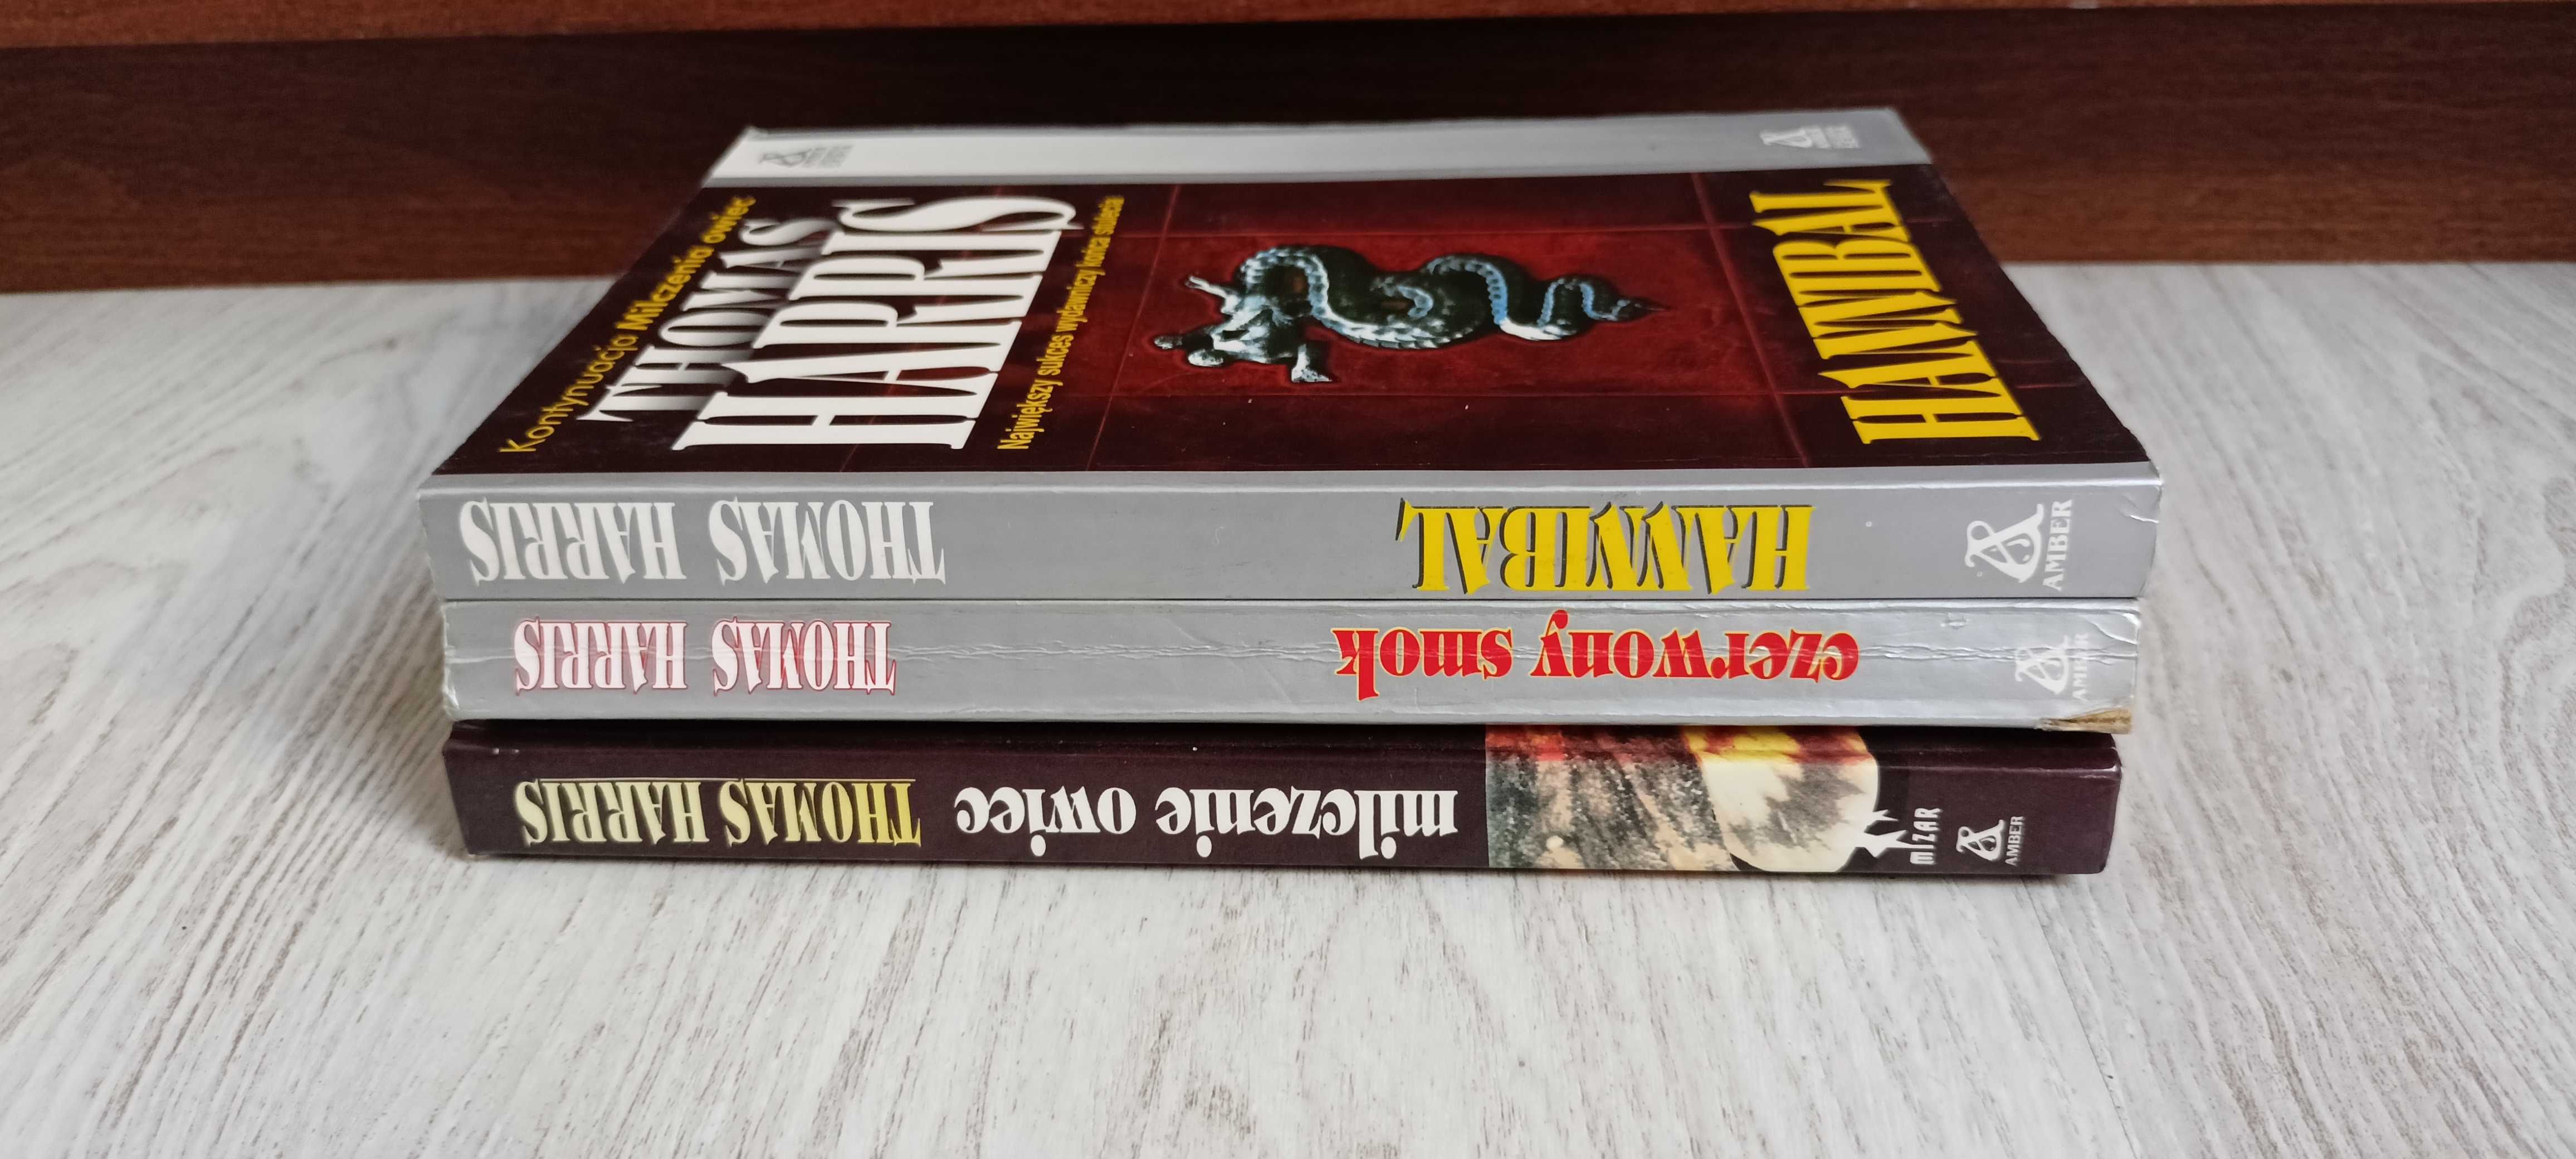 Kontynuacja Milczenia owiec
THOMAS
HARRIS
Największy sukces wydawniczy końca stulecia
HANNIBAL
THOMAS HARRIS HANNIBAL AMBER
THOMAS HARRIS czerwony smok AMBER
THOMAS HARRIS milczenie owiec mizar AMBER